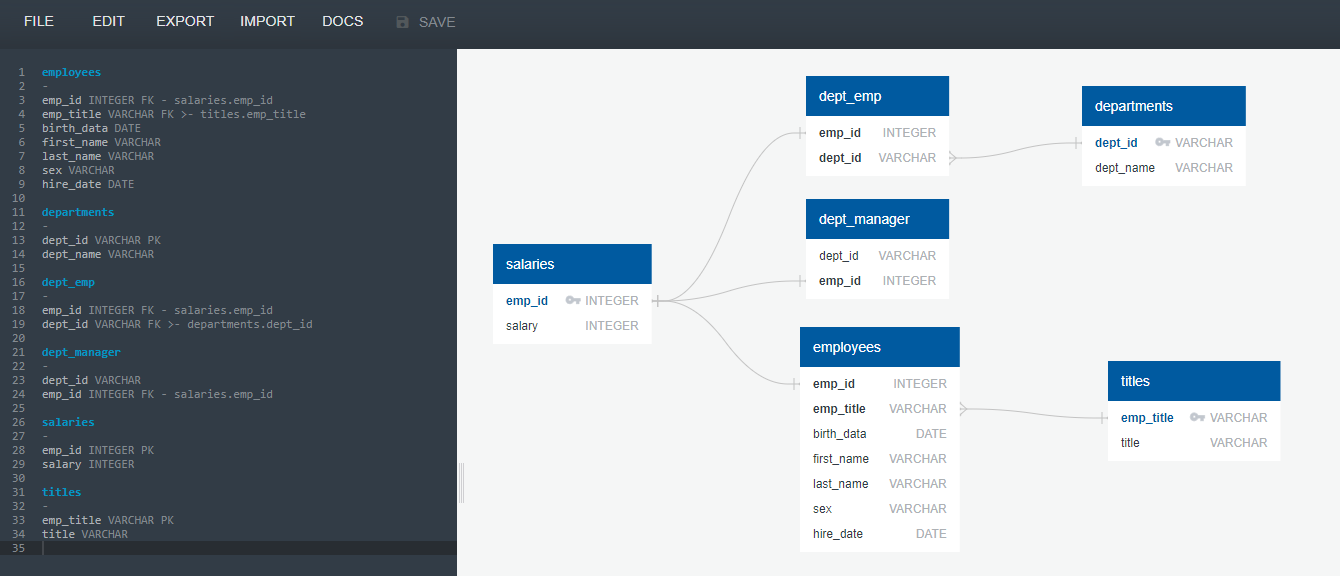 FILE EDIT EXPORT IMPORT DOCS SAVE
1 employees
2 -
3 emp_id INTEGER FK - salaries.emp_id
4 emp_title VARCHAR FK >- titles.emp_title
5 birth_data DATE
6 first_name VARCHAR
7 last_name VARCHAR
8 sex VARCHAR
9 hire_date DATE
10
11 departments
12 -
13 dept_id VARCHAR PK
14 dept_name VARCHAR
15
16 dept_emp
17 -
18 emp_id INTEGER FK - salaries.emp_id
19 dept_id VARCHAR FK >- departments.dept_id
20
21 dept_manager
22 -
23 dept_id VARCHAR
24 emp_id INTEGER FK - salaries.emp_id
25
26 salaries
27 -
28 emp_id INTEGER PK
29 salary INTEGER
30
31 titles
32 -
33 emp_title VARCHAR PK
34 title VARCHAR
35
salaries
emp_id INTEGER
salary INTEGER
dept_emp
emp_id INTEGER
dept_id VARCHAR
dept_manager
dept_id VARCHAR
emp_id INTEGER
employees
emp_id INTEGER
emp_title VARCHAR
birth_data DATE
first_name VARCHAR
last_name VARCHAR
sex VARCHAR
hire_date DATE
departments
dept_id VARCHAR
dept_name VARCHAR
titles
emp_title VARCHAR
title VARCHAR